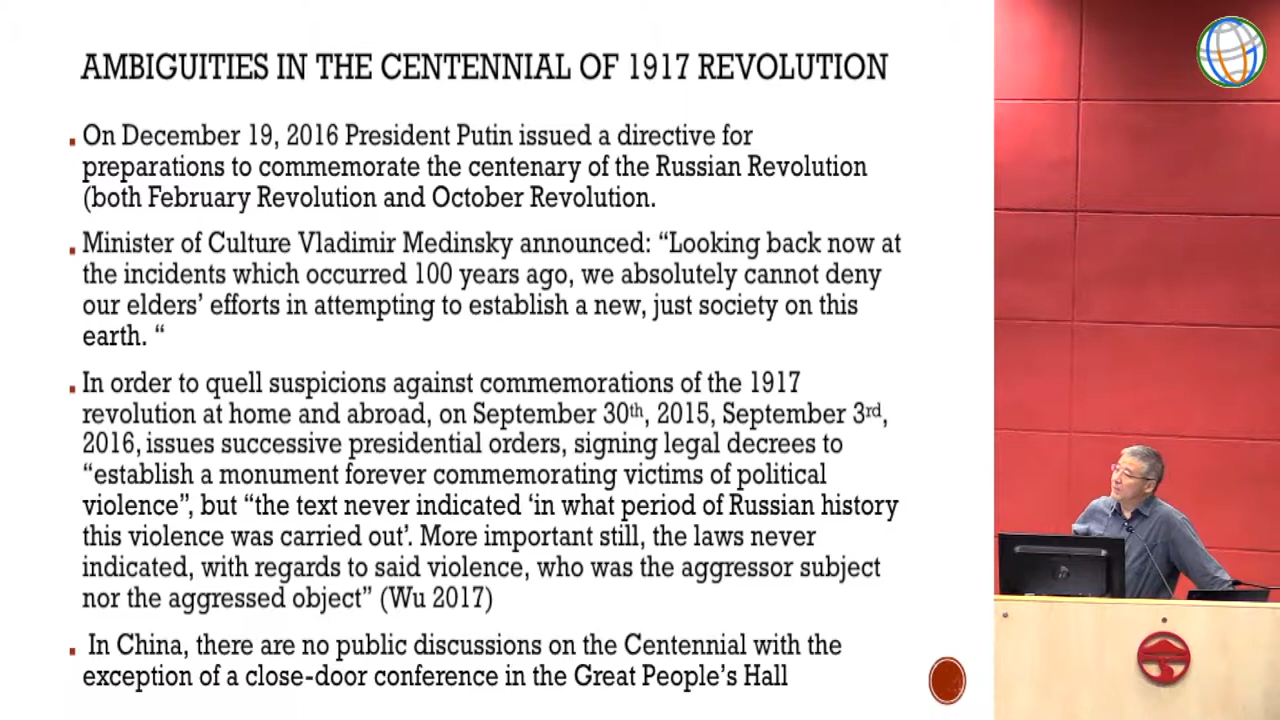 AMBIGUITIES IN THE CENTENNIAL OF 1917 REVOLUTION
On December 19, 2016 President Putin issued a directive for
preparations to commemorate the centenary of the Russian Revolution
(both February Revolution and October Revolution.
Minister of Culture Vladimir Medinsky announced: “Looking back now at
the incidents which occurred 100 years ago, we absolutely cannot deny
our elders’ efforts in attempting to establish a new, just society on this
earth. “
In order to quell suspicions against commemorations of the 1917
revolution at home and abroad, on September 30th, 2015, September 3rd,
2016, issues successive presidential orders, signing legal decrees to
“establish a monument forever commemorating victims of political
violence”, but “the text never indicated ‘in what period of Russian history
this violence was carried out’. More important still, the laws never
indicated, with regards to said violence, who was the aggressor subject
nor the aggressed object” (Wu 2017)
In China, there are no public discussions on the Centennial with the
exception of a close-door conference in the Great People’s Hall